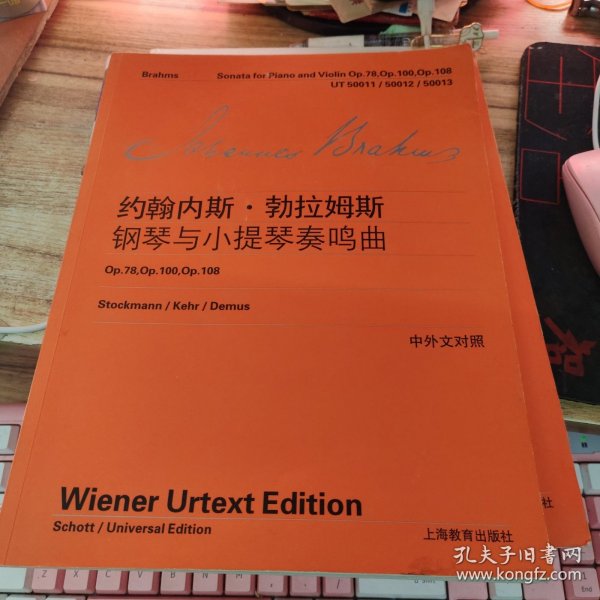 Brahms
Sonata for Piano and Violin Op.78,Op.100,Op.108
UT 50011 / 50012 / 50013
Johannes Brahms
约翰内斯·勃拉姆斯
钢琴与小提琴奏鸣曲
Op.78,Op.100,Op.108
Stockmann / Kehr / Demus
中外文对照
Wiener Urtext Edition
Schott / Universal Edition
上海教育出版社
社
孔夫子旧书网
www.kongfz.com